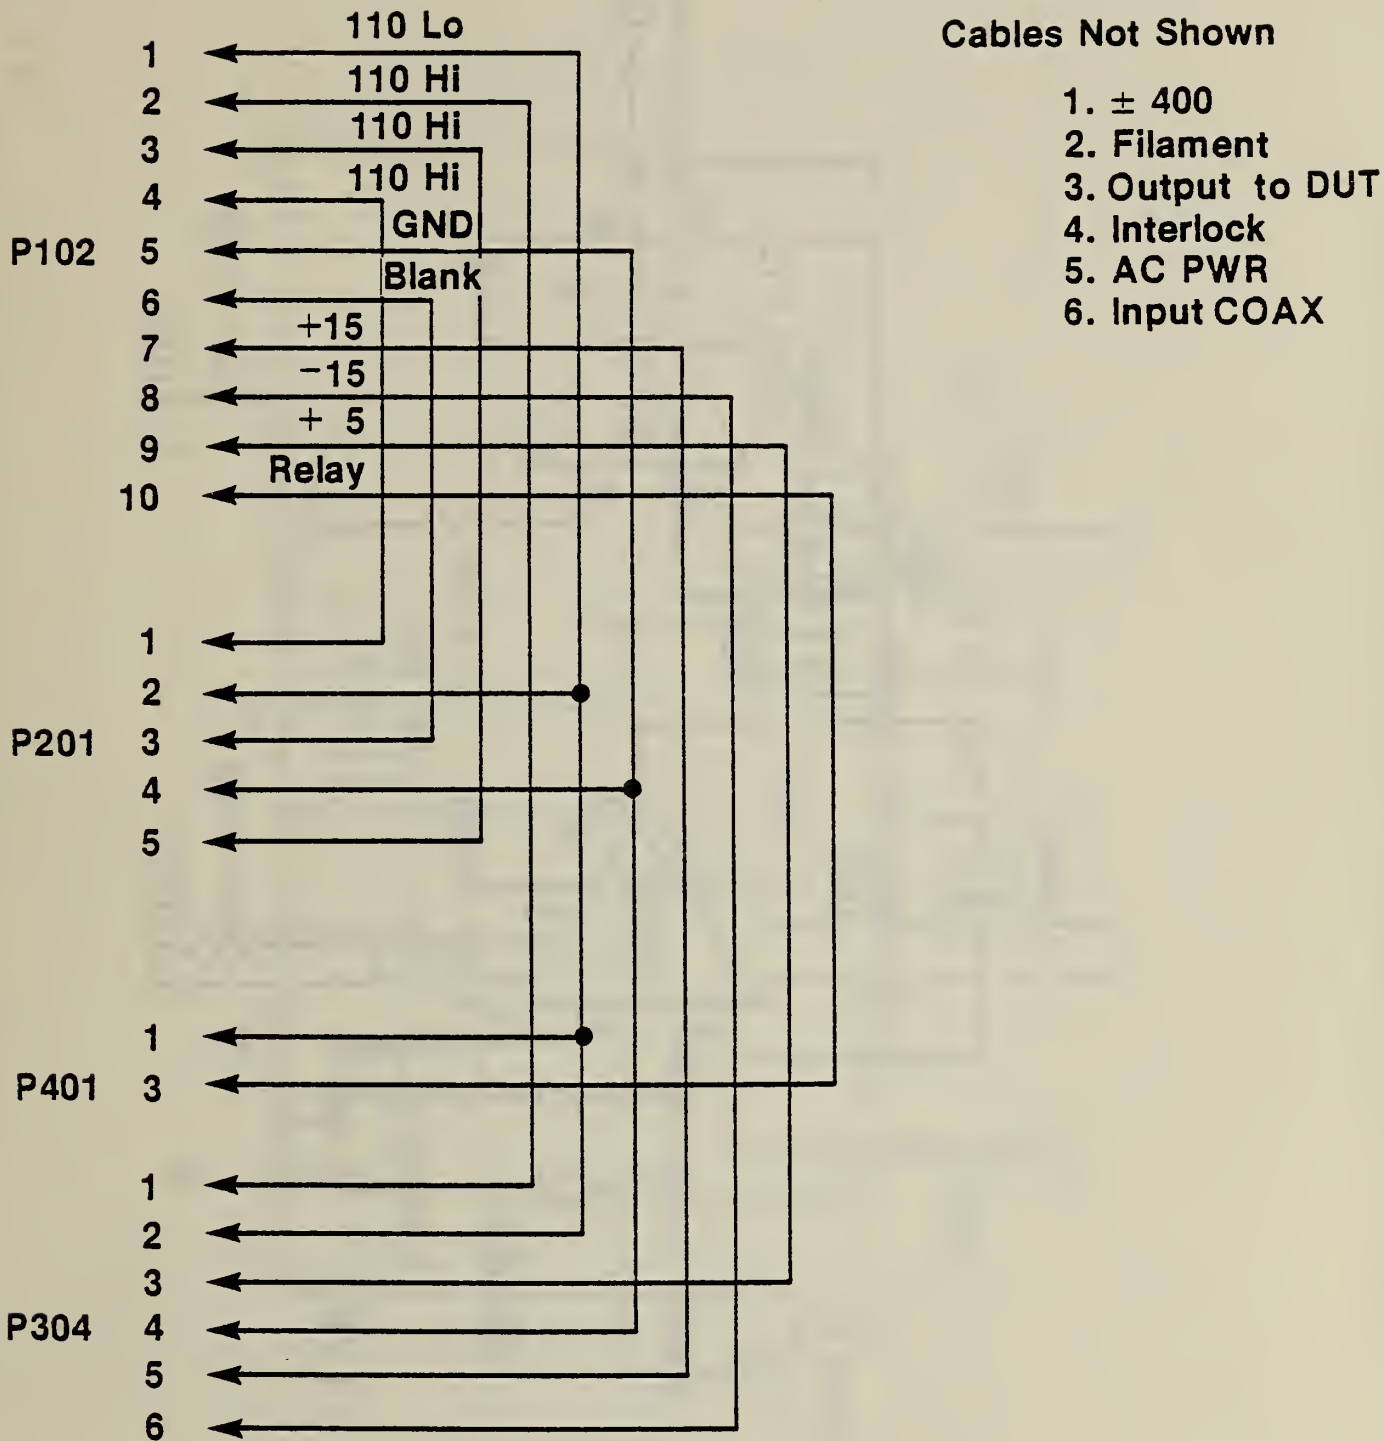 110 Lo
1
110 Hi
2
110 Hi
3
110 Hi
4
GND
P102 5
Blank
6
+15
7
−15
8
+ 5
9
Relay
10
1
2
P201 3
4
5
1
P401 3
1
2
3
P304 4
5
6
Cables Not Shown
1. ± 400
2. Filament
3. Output to DUT
4. Interlock
5. AC PWR
6. Input COAX